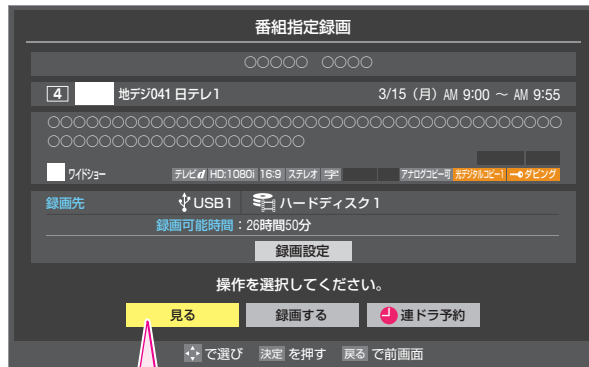 番組指定録画
○○○○○ ○○○○
4 地デジ041 日テレ1 3/15（月）AM 9:00 ～ AM 9:55
○○○○○○○○○○○○○○○○○○○○○○○○○○○○○○○○○○○○○○○○
○○○○○○○○○○○○○○○○○○○○
ワイドショー テレビd HD:1080i 16:9 ステレオ 字 アナログコピー可 光デジタルコピー1 ダビング
録画先 USB1 ハードディスク1
録画可能時間：26時間50分
録画設定
操作を選択してください。
見る 録画する 連ドラ予約
で選び 決定 を押す 戻る で前画面